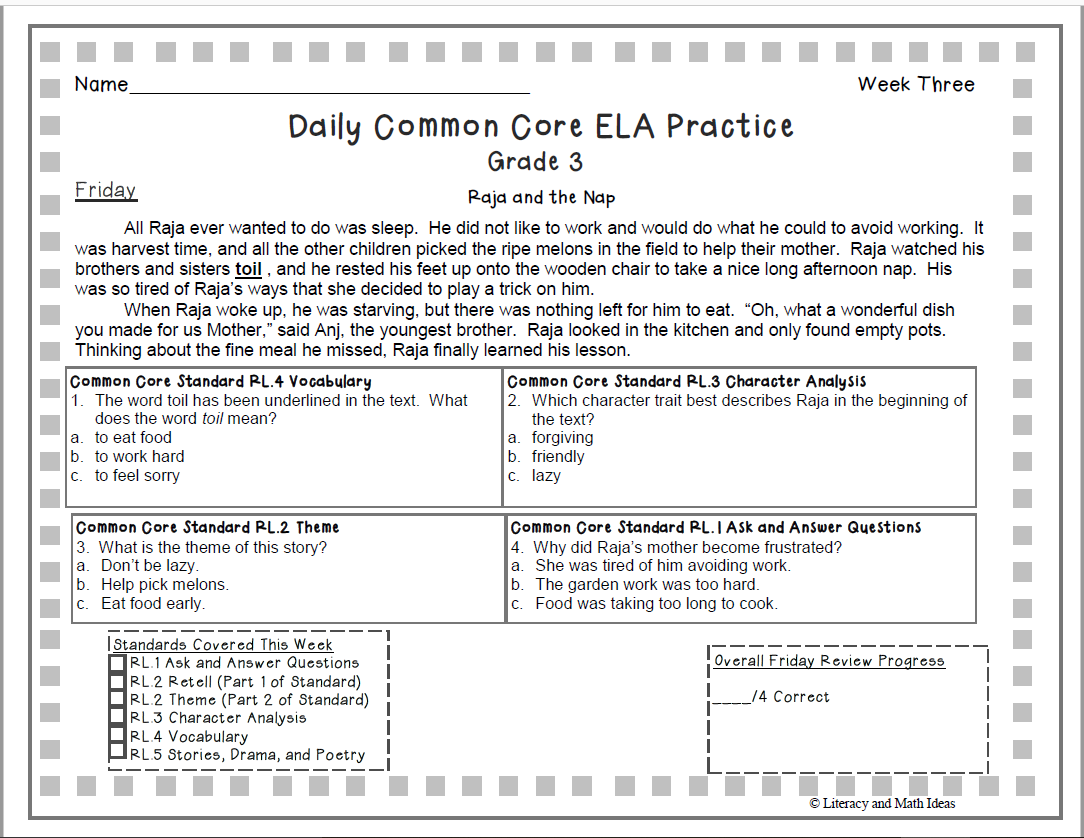 Name____________________ Week Three
Daily Common Core ELA Practice
Grade 3
Friday
Raja and the Nap
All Raja ever wanted to do was sleep. He did not like to work and would do what he could to avoid working. It
was harvest time, and all the other children picked the ripe melons in the field to help their mother. Raja watched his
brothers and sisters toil , and he rested his feet up onto the wooden chair to take a nice long afternoon nap. His
was so tired of Raja's ways that she decided to play a trick on him.
When Raja woke up, he was starving, but there was nothing left for him to eat. “Oh, what a wonderful dish
you made for us Mother,” said Anj, the youngest brother. Raja looked in the kitchen and only found empty pots.
Thinking about the fine meal he missed, Raja finally learned his lesson.
Common Core Standard RL.4 Vocabulary
1. The word toil has been underlined in the text. What
does the word toil mean?
a. to eat food
b. to work hard
c. to feel sorry
Common Core Standard RL.3 Character Analysis
2. Which character trait best describes Raja in the beginning of
the text?
a. forgiving
b. friendly
c. lazy
Common Core Standard RL.2 Theme
3. What is the theme of this story?
a. Don't be lazy.
b. Help pick melons.
c. Eat food early.
Common Core Standard RL.1 Ask and Answer Questions
4. Why did Raja's mother become frustrated?
a. She was tired of him avoiding work.
b. The garden work was too hard.
c. Food was taking too long to cook.
Standards Covered This Week
RL.1 Ask and Answer Questions
RL.2 Retell (Part 1 of Standard)
RL.2 Theme (Part 2 of Standard)
RL.3 Character Analysis
RL.4 Vocabulary
RL.5 Stories, Drama, and Poetry
Overall Friday Review Progress
____/4 Correct
© Literacy and Math Ideas